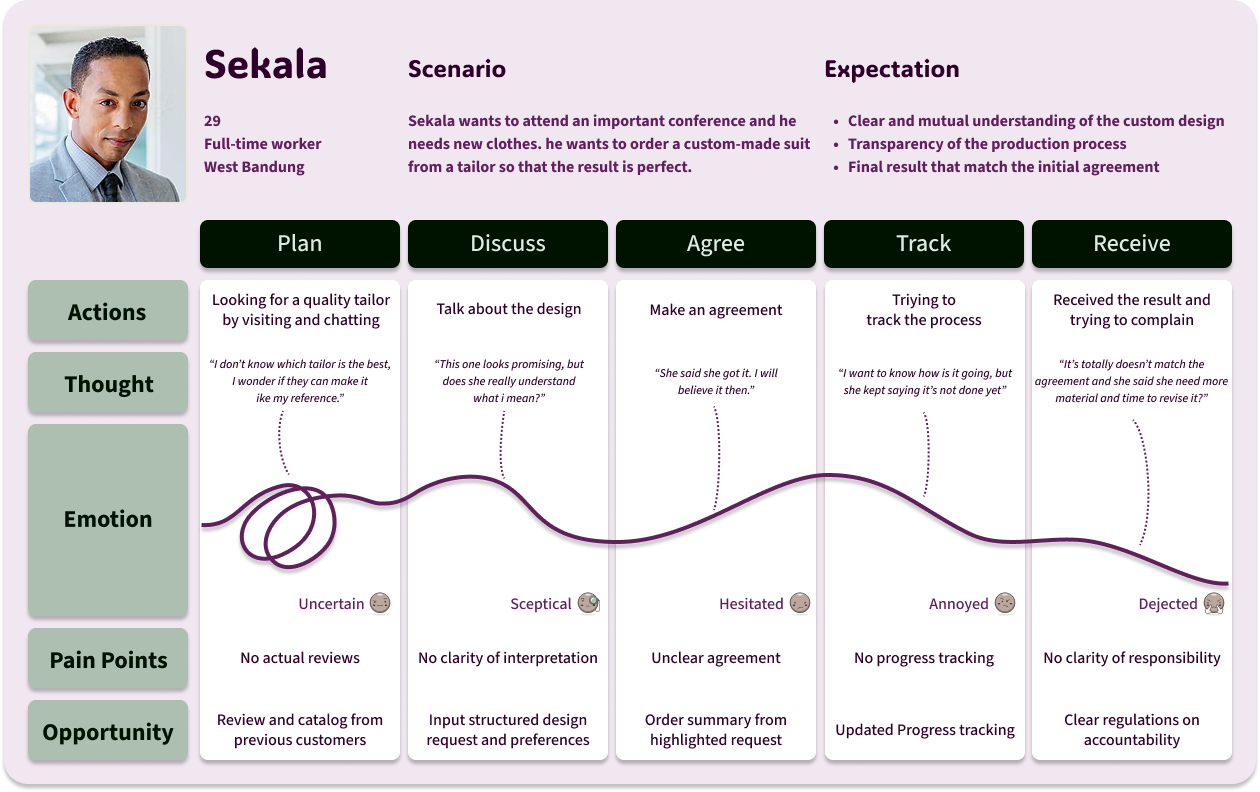 Sekala
29
Full-time worker
West Bandung
Scenario
Sekala wants to attend an important conference and he
needs new clothes. he wants to order a custom-made suit
from a tailor so that the result is perfect.
Expectation
• Clear and mutual understanding of the custom design
• Transparency of the production process
• Final result that match the initial agreement
Plan
Discuss
Agree
Track
Receive
Actions
Looking for a quality tailor
by visiting and chatting
Talk about the design
Make an agreement
Triying to
track the process
Received the result and
trying to complain
Thought
“I don’t know which tailor is the best,
I wonder if they can make it
ike my reference.”
“This one looks promising, but
does she really understand
what i mean?”
“She said she got it. I will
believe it then.”
“I want to know how is it going, but
she kept saying it’s not done yet”
“It’s totally doesn’t match the
agreement and she said she need more
material and time to revise it?”
Emotion
Uncertain
Sceptical
Hesitated
Annoyed
Dejected
Pain Points
No actual reviews
No clarity of interpretation
Unclear agreement
No progress tracking
No clarity of responsibility
Opportunity
Review and catalog from
previous customers
Input structured design
request and preferences
Order summary from
highlighted request
Updated Progress tracking
Clear regulations on
accountability